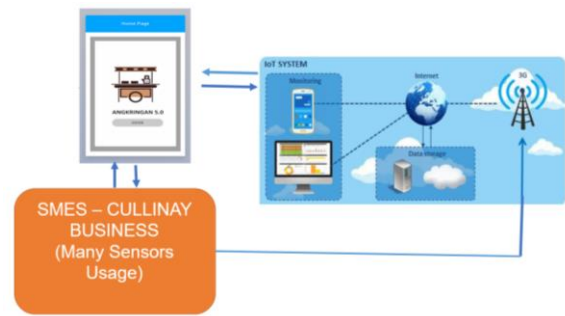 Home Page
ANGKRINGAN 5.0
IoT SYSTEM
Monitoring
Internet
3G
Data Storage
SMES – CULLINAY
BUSINESS
(Many Sensors
Usage)